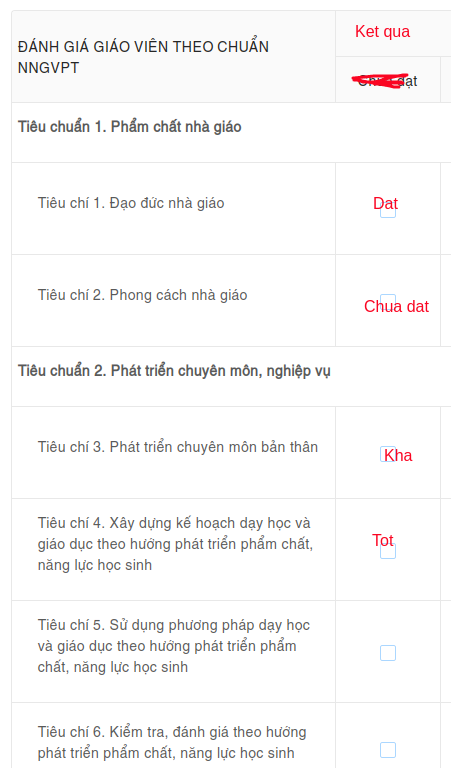 ĐÁNH GIÁ GIÁO VIÊN THEO CHUẨN
NNGVPT
Ket qua
Chưa đạt
Tiêu chuẩn 1. Phẩm chất nhà giáo
Tiêu chí 1. Đạo đức nhà giáo
Dat
Tiêu chí 2. Phong cách nhà giáo
Chua dat
Tiêu chuẩn 2. Phát triển chuyên môn, nghiệp vụ
Tiêu chí 3. Phát triển chuyên môn bản thân
Kha
Tiêu chí 4. Xây dựng kế hoạch dạy học và
giáo dục theo hướng phát triển phẩm chất,
năng lực học sinh
Tot
Tiêu chí 5. Sử dụng phương pháp dạy học
và giáo dục theo hướng phát triển phẩm
chất, năng lực học sinh
Tiêu chí 6. Kiểm tra, đánh giá theo hướng
phát triển phẩm chất, năng lực học sinh